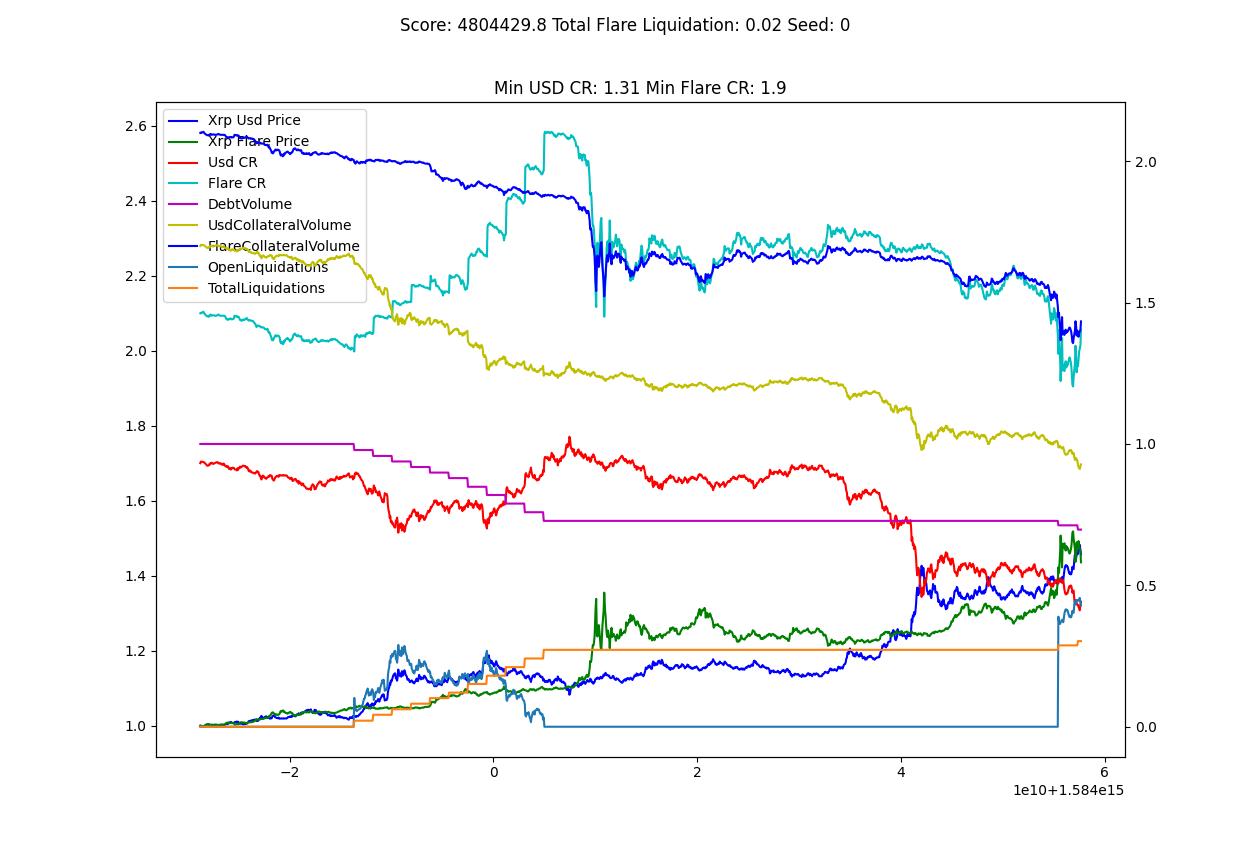 Score: 4804429.8 Total Flare Liquidation: 0.02 Seed: 0
Min USD CR: 1.31 Min Flare CR: 1.9
Xrp Usd Price
Xrp Flare Price
Usd CR
Flare CR
DebtVolume
UsdCollateralVolume
FlareCollateralVolume
OpenLiquidations
TotalLiquidations
2.6
2.4
2.2
2.0
1.8
1.6
1.4
1.2
1.0
2.0
1.5
1.0
0.5
0.0
−2 0 2 4 6
1e10+1.584e15